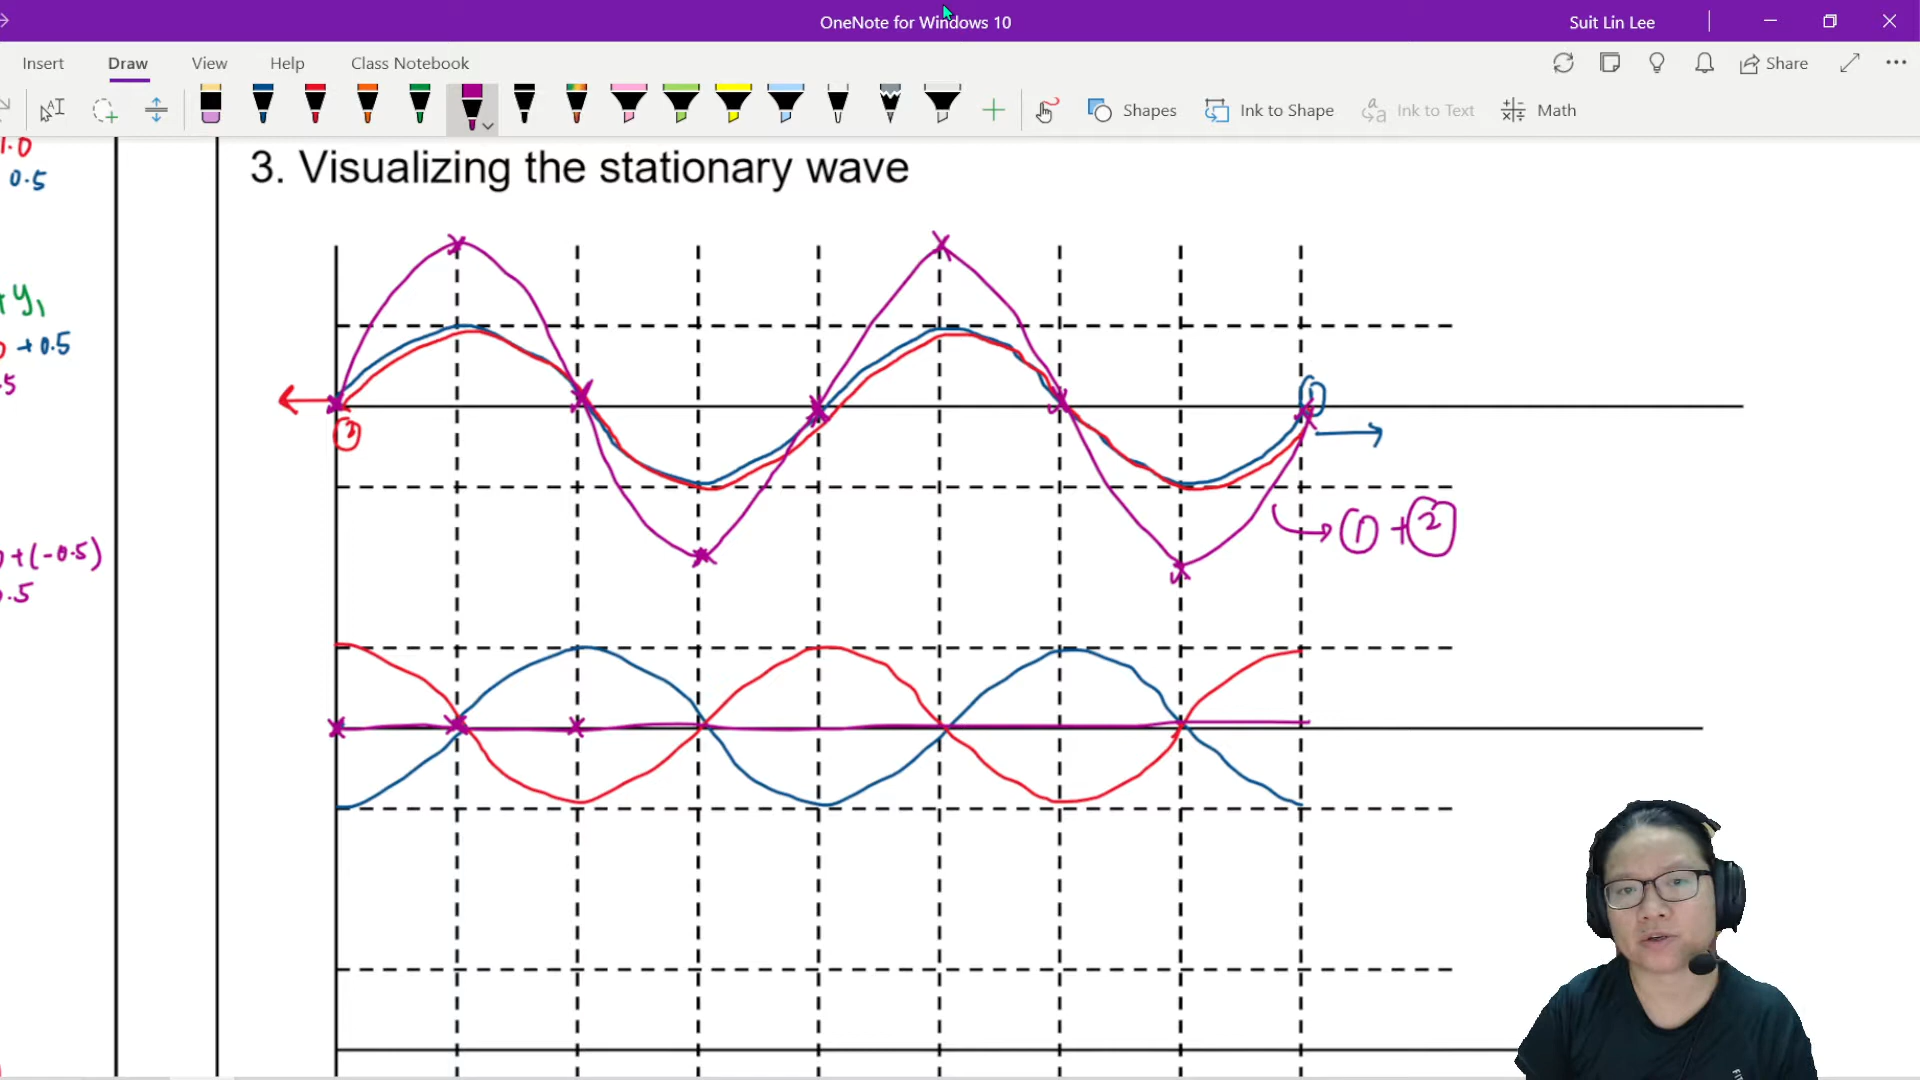 OneNote for Windows 10
Suit Lin Lee
Insert Draw View Help Class Notebook
Share
Shapes Ink to Shape Ink to Text Math
1.0
0.5
+ y₁
+0.5
.5
+(-0.5)
.5
3. Visualizing the stationary wave
①
②
① + ②